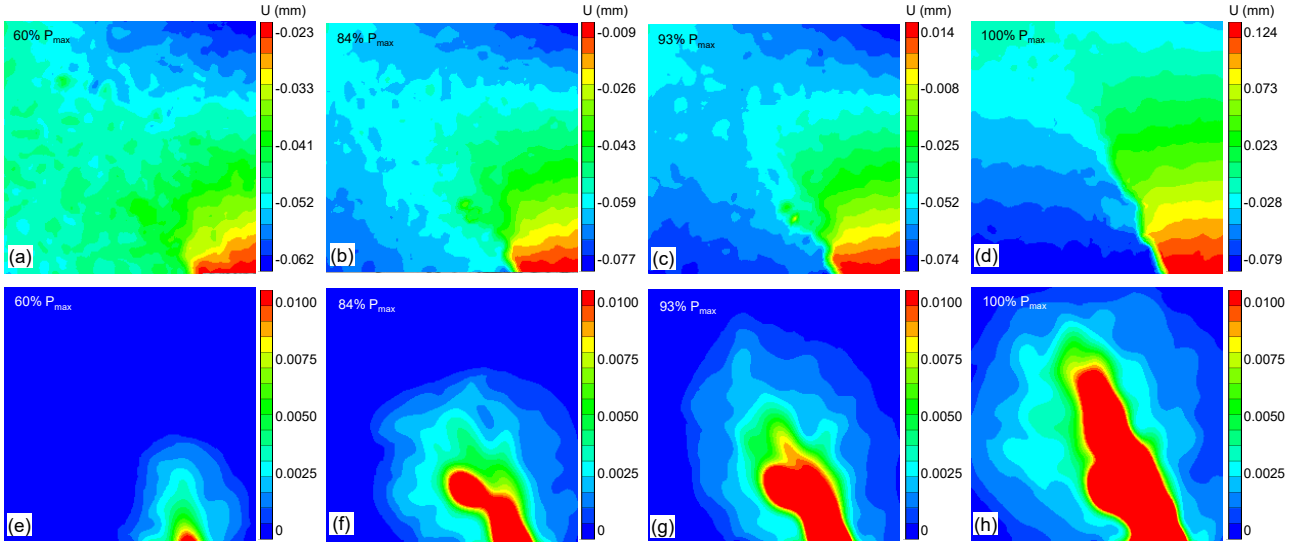 U (mm)
60% Pmax
-0.023
-0.033
-0.041
-0.052
-0.062
(a)
U (mm)
84% Pmax
-0.009
-0.026
-0.042
-0.059
-0.077
(b)
U (mm)
93% Pmax
0.014
-0.008
-0.025
-0.052
-0.074
(c)
U (mm)
100% Pmax
0.124
0.073
0.023
-0.028
-0.079
(d)
60% Pmax
0.0100
0.0075
0.0050
0.0025
0
(e)
84% Pmax
0.0100
0.0075
0.0050
0.0025
0
(f)
93% Pmax
0.0100
0.0075
0.0050
0.0025
0
(g)
100% Pmax
0.0100
0.0075
0.0050
0.0025
0
(h)